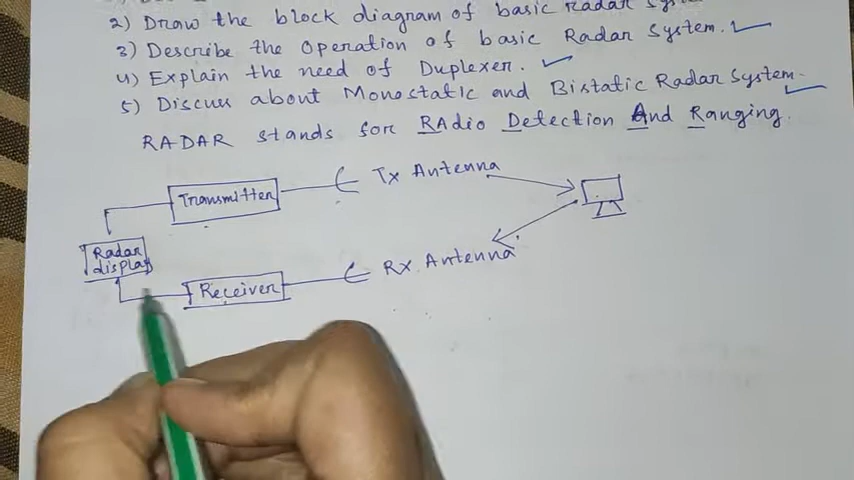 2) Draw the block diagram of basic radar
3) Describe the Operation of basic Radar System.
4) Explain the need of Duplexer.
5) Discuss about Monostatic and Bistatic Radar System.
RADAR stands for RAdio Detection And Ranging.
Transmitter Tx Antenna
Radar
display
Receiver Rx Antenna